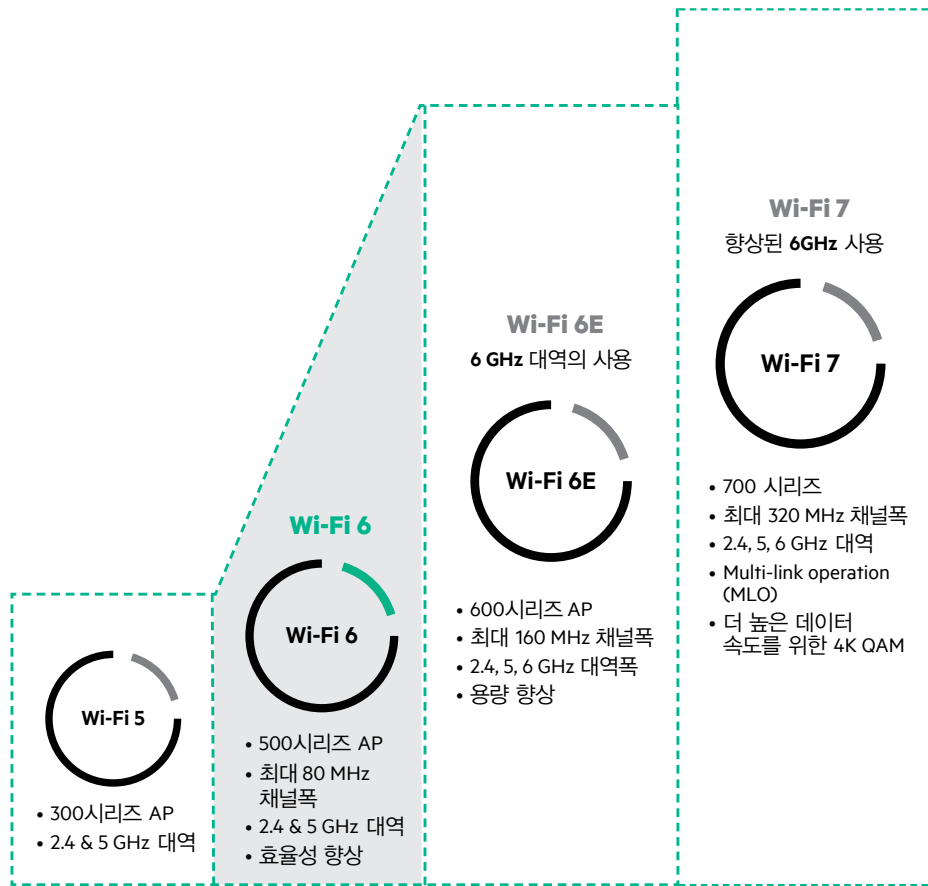 Wi-Fi 5
• 300시리즈 AP
• 2.4 & 5 GHz 대역
Wi-Fi 6
Wi-Fi 6
• 500시리즈 AP
• 최대 80 MHz
채널폭
• 2.4 & 5 GHz 대역
• 효율성 향상
Wi-Fi 6E
6 GHz 대역의 사용
Wi-Fi 6E
• 600시리즈 AP
• 최대 160 MHz 채널폭
• 2.4, 5, 6 GHz 대역폭
• 용량 향상
Wi-Fi 7
향상된 6GHz 사용
Wi-Fi 7
• 700 시리즈
• 최대 320 MHz 채널폭
• 2.4, 5, 6 GHz 대역
• Multi-link operation
(MLO)
• 더 높은 데이터
속도를 위한 4K QAM